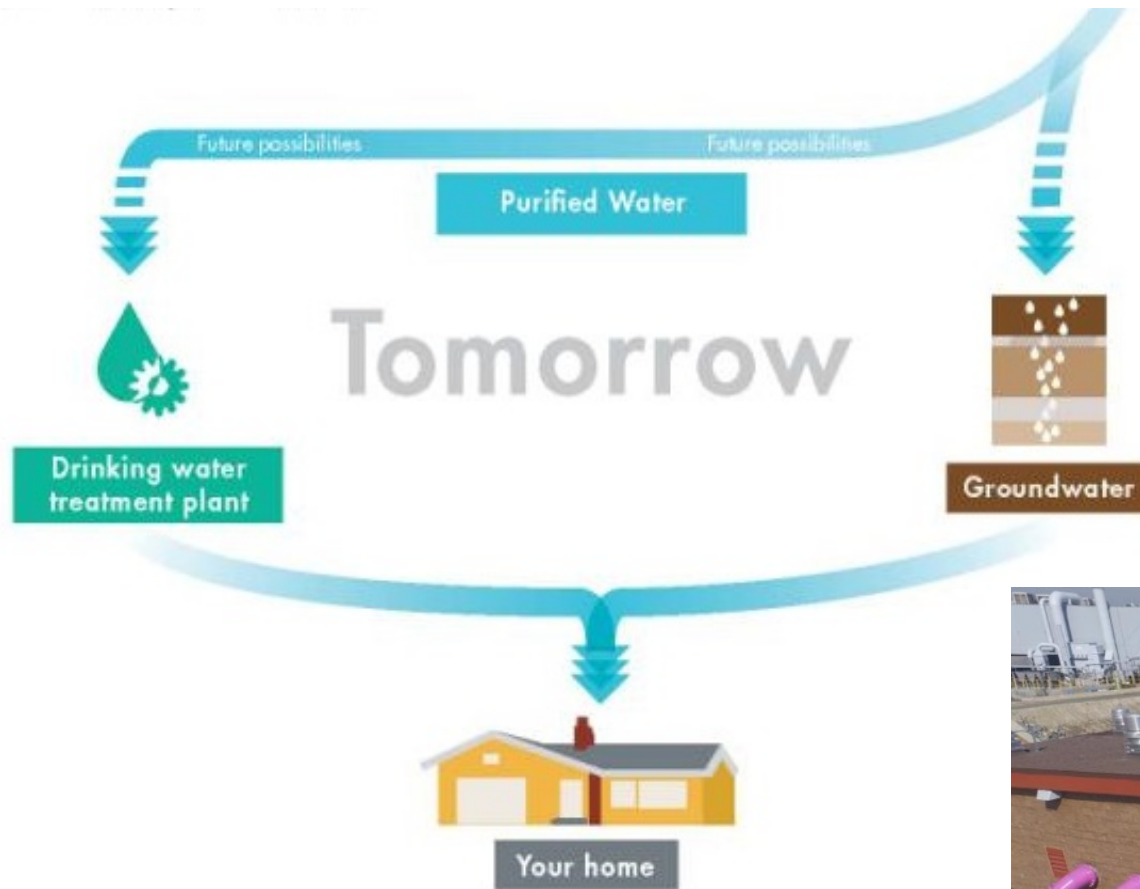 Future possibilities
Future possibilities
Purified Water
Tomorrow
Drinking water
treatment plant
Groundwater
Your home